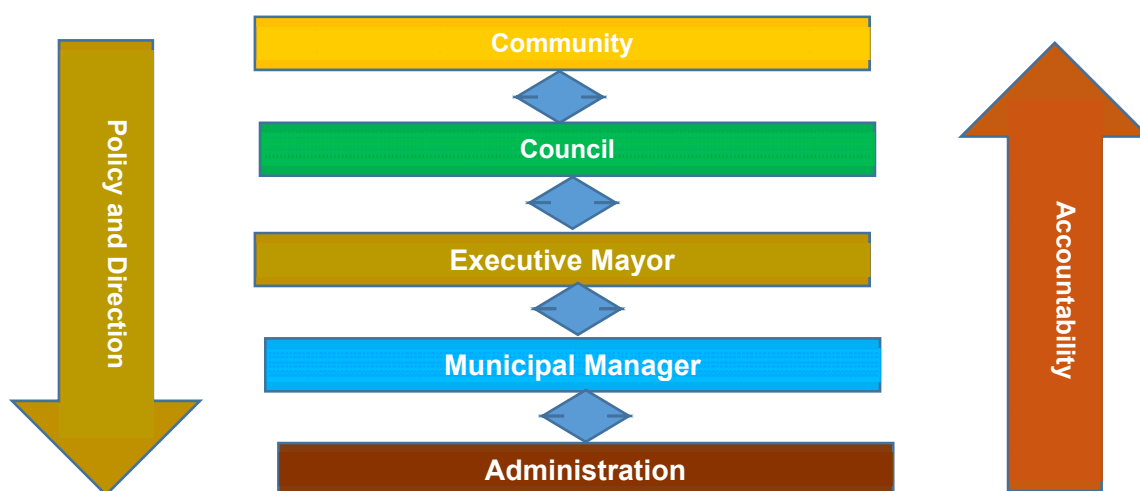 Community
Council
Executive Mayor
Municipal Manager
Administration
Policy and Direction
Accountability